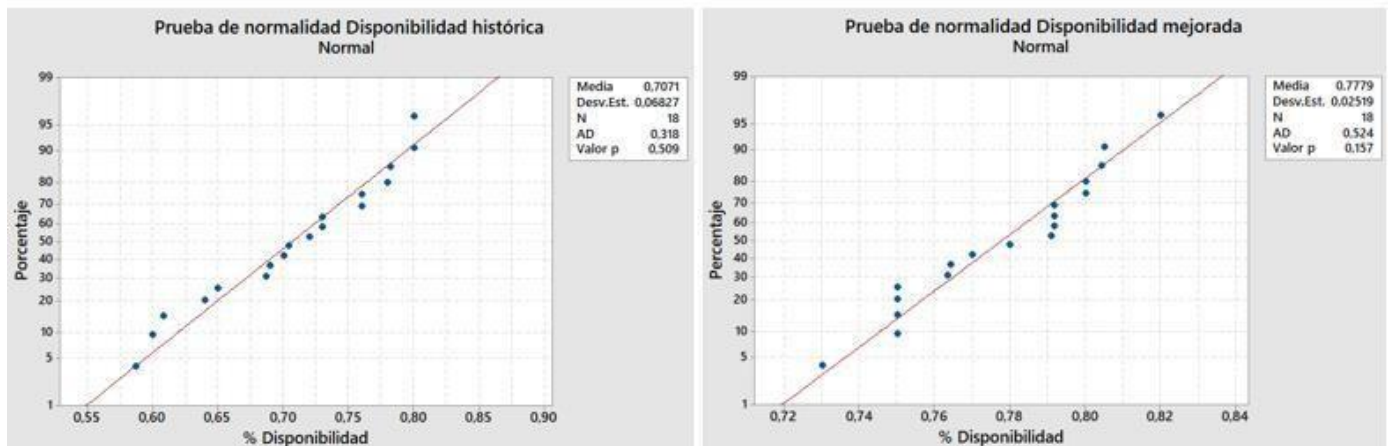 Prueba de normalidad Disponibilidad histórica
Normal
Media 0,7071
Desv.Est. 0,06827
N 18
AD 0.318
Valor p 0.509
Porcentaje
99
95
90
80
70
60
50
40
30
20
10
5
1
0,55 0,60 0,65 0,70 0,75 0,80 0,85 0,90
% Disponibilidad
Prueba de normalidad Disponibilidad mejorada
Normal
Media 0.7779
Desv.Est. 0.02519
N 18
AD 0.524
Valor p 0.157
Percentaje
99
95
90
80
70
60
50
40
30
20
10
5
1
0,72 0,74 0,76 0,78 0,80 0,82 0,84
% Disponibilidad